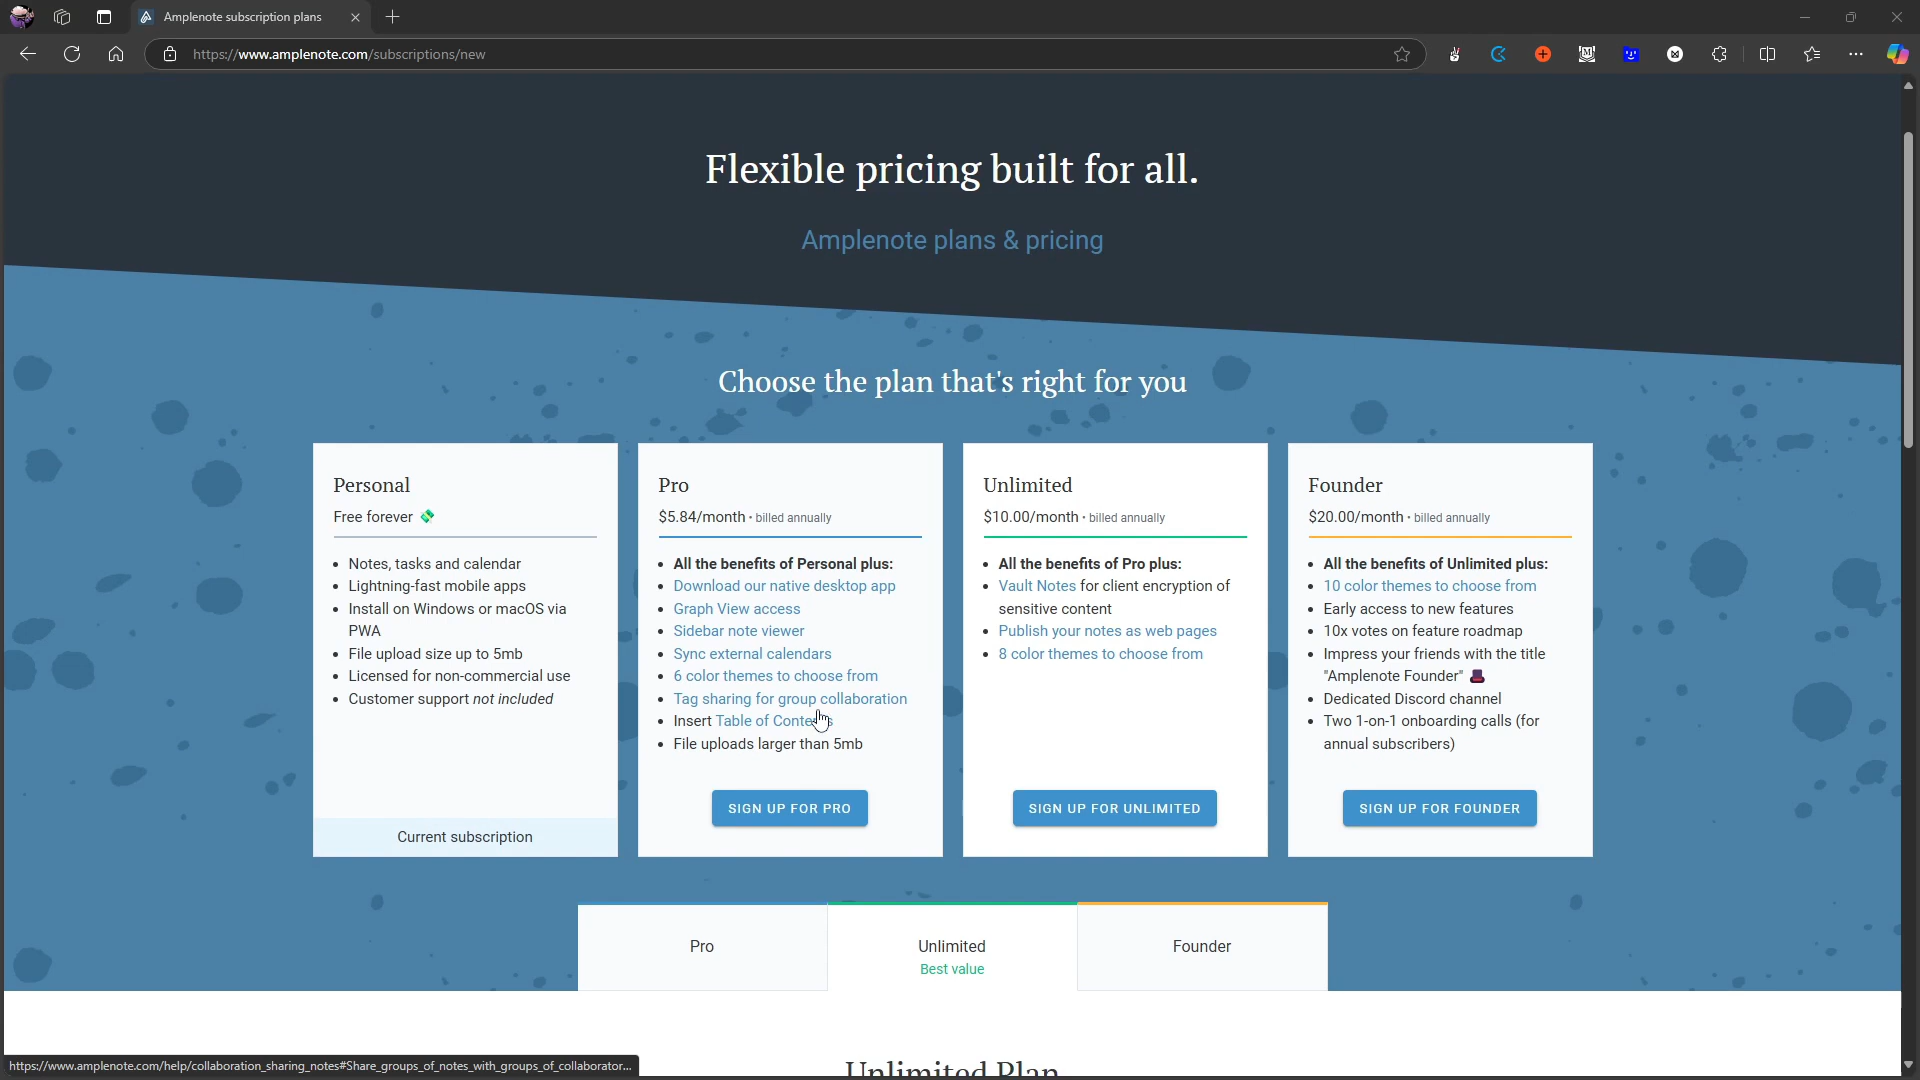 Amplenote subscription plans
https://www.amplenote.com/subscriptions/new
Flexible pricing built for all.
Amplenote plans & pricing
Choose the plan that's right for you
Personal
Free forever
Notes, tasks and calendar
Lightning-fast mobile apps
Install on Windows or macOS via
PWA
File upload size up to 5mb
Licensed for non-commercial use
Customer support not included
Current subscription
Pro
$5.84/month • billed annually
All the benefits of Personal plus:
Download our native desktop app
Graph View access
Sidebar note viewer
Sync external calendars
6 color themes to choose from
Tag sharing for group collaboration
Insert Table of Contents
File uploads larger than 5mb
SIGN UP FOR PRO
Unlimited
$10.00/month • billed annually
All the benefits of Pro plus:
Vault Notes for client encryption of
sensitive content
Publish your notes as web pages
8 color themes to choose from
SIGN UP FOR UNLIMITED
Founder
$20.00/month • billed annually
All the benefits of Unlimited plus:
10 color themes to choose from
Early access to new features
10x votes on feature roadmap
Impress your friends with the title
"Amplenote Founder"
Dedicated Discord channel
Two 1-on-1 onboarding calls (for
annual subscribers)
SIGN UP FOR FOUNDER
Pro
Unlimited
Best value
Founder
Unlimited Plan
https://www.amplenote.com/help/collaboration_sharing_notes#Share_groups_of_notes_with_groups_of_collaborator...